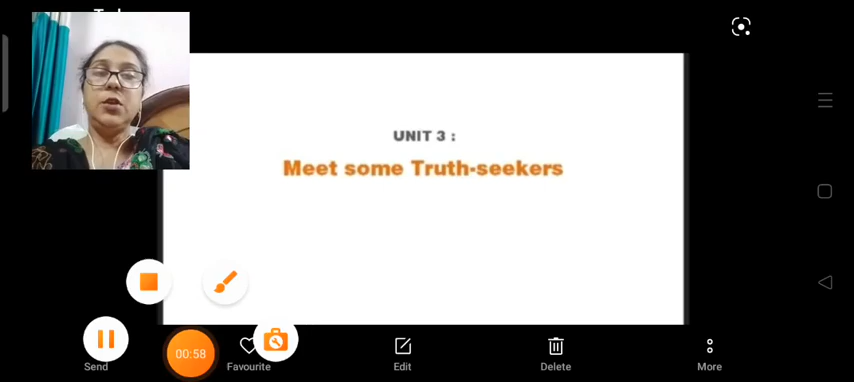 UNIT 3 :
Meet some Truth-seekers
00:58
Send
Favourite
Edit
Delete
More